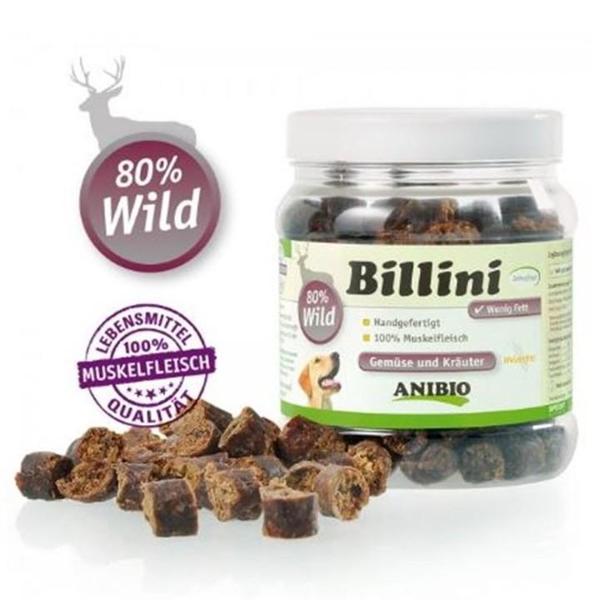 80%
Wild
LEBENSMITTEL
100%
MUSKELFLEISCH
QUALITÄT
Billini
80%
Wild
✓ Wenig Fett
Handgefertigt
100% Muskelfleisch
Gemüse und Kräuter
ANIBIO